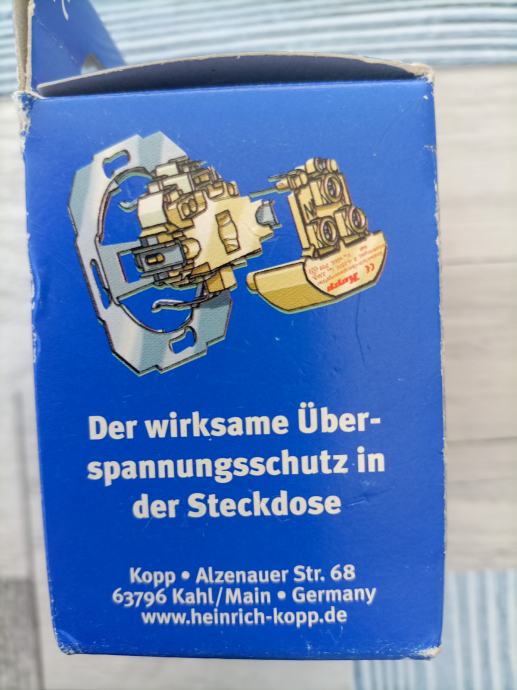 Kopp
Der wirksame Über-
spannungsschutz in
der Steckdose
Kopp • Alzenauer Str. 68
63796 Kahl/Main • Germany
www.heinrich-kopp.de